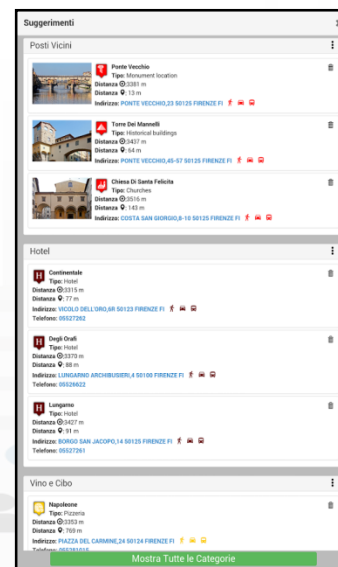 Suggerimenti
Posti Vicini
Ponte Vecchio
Tipo: Monument location
Distanza :3381 m
Distanza : 13 m
Indirizzo: PONTE VECCHIO,23 50125 FIRENZE FI
Torre Dei Mannelli
Tipo: Historical buildings
Distanza :3437 m
Distanza : 64 m
Indirizzo: PONTE VECCHIO,45-57 50125 FIRENZE FI
Chiesa Di Santa Felicita
Tipo: Churches
Distanza :3516 m
Distanza : 143 m
Indirizzo: COSTA SAN GIORGIO,8-10 50125 FIRENZE FI
Hotel
Continentale
Tipo: Hotel
Distanza :3315 m
Distanza : 77 m
Indirizzo: VICOLO DELL'ORO,6R 50123 FIRENZE FI
Telefono: 05527262
Degli Orafi
Tipo: Hotel
Distanza :3370 m
Distanza : 88 m
Indirizzo: LUNGARNO ARCHIBUSIERI,4 50100 FIRENZE FI
Telefono: 05526622
Lungarno
Tipo: Hotel
Distanza :3427 m
Distanza : 91 m
Indirizzo: BORGO SAN JACOPO,14 50125 FIRENZE FI
Telefono: 05527261
Vino e Cibo
Napoleone
Tipo: Pizzeria
Distanza :3353 m
Distanza : 769 m
Indirizzo: PIAZZA DEL CARMINE,24 50124 FIRENZE FI
Telefono: 055281015
Mostra Tutte le Categorie